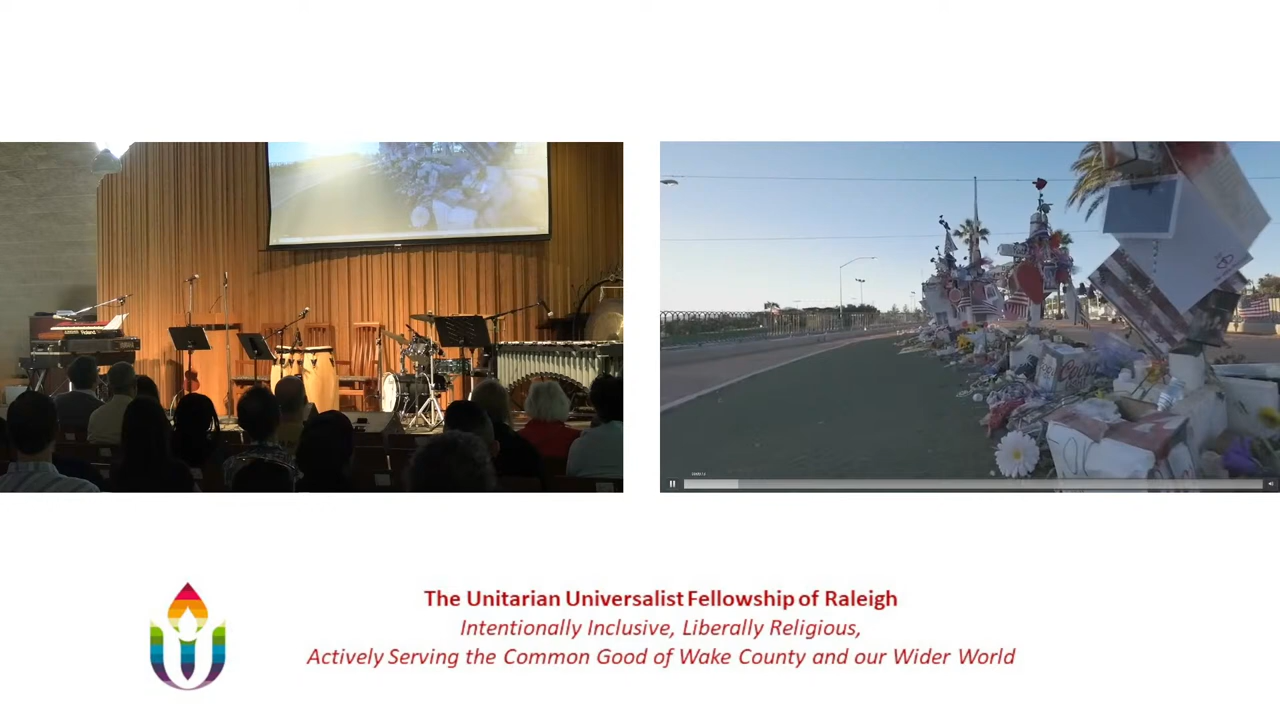 Roland
The Unitarian Universalist Fellowship of Raleigh
Intentionally Inclusive, Liberally Religious,
Actively Serving the Common Good of Wake County and our Wider World